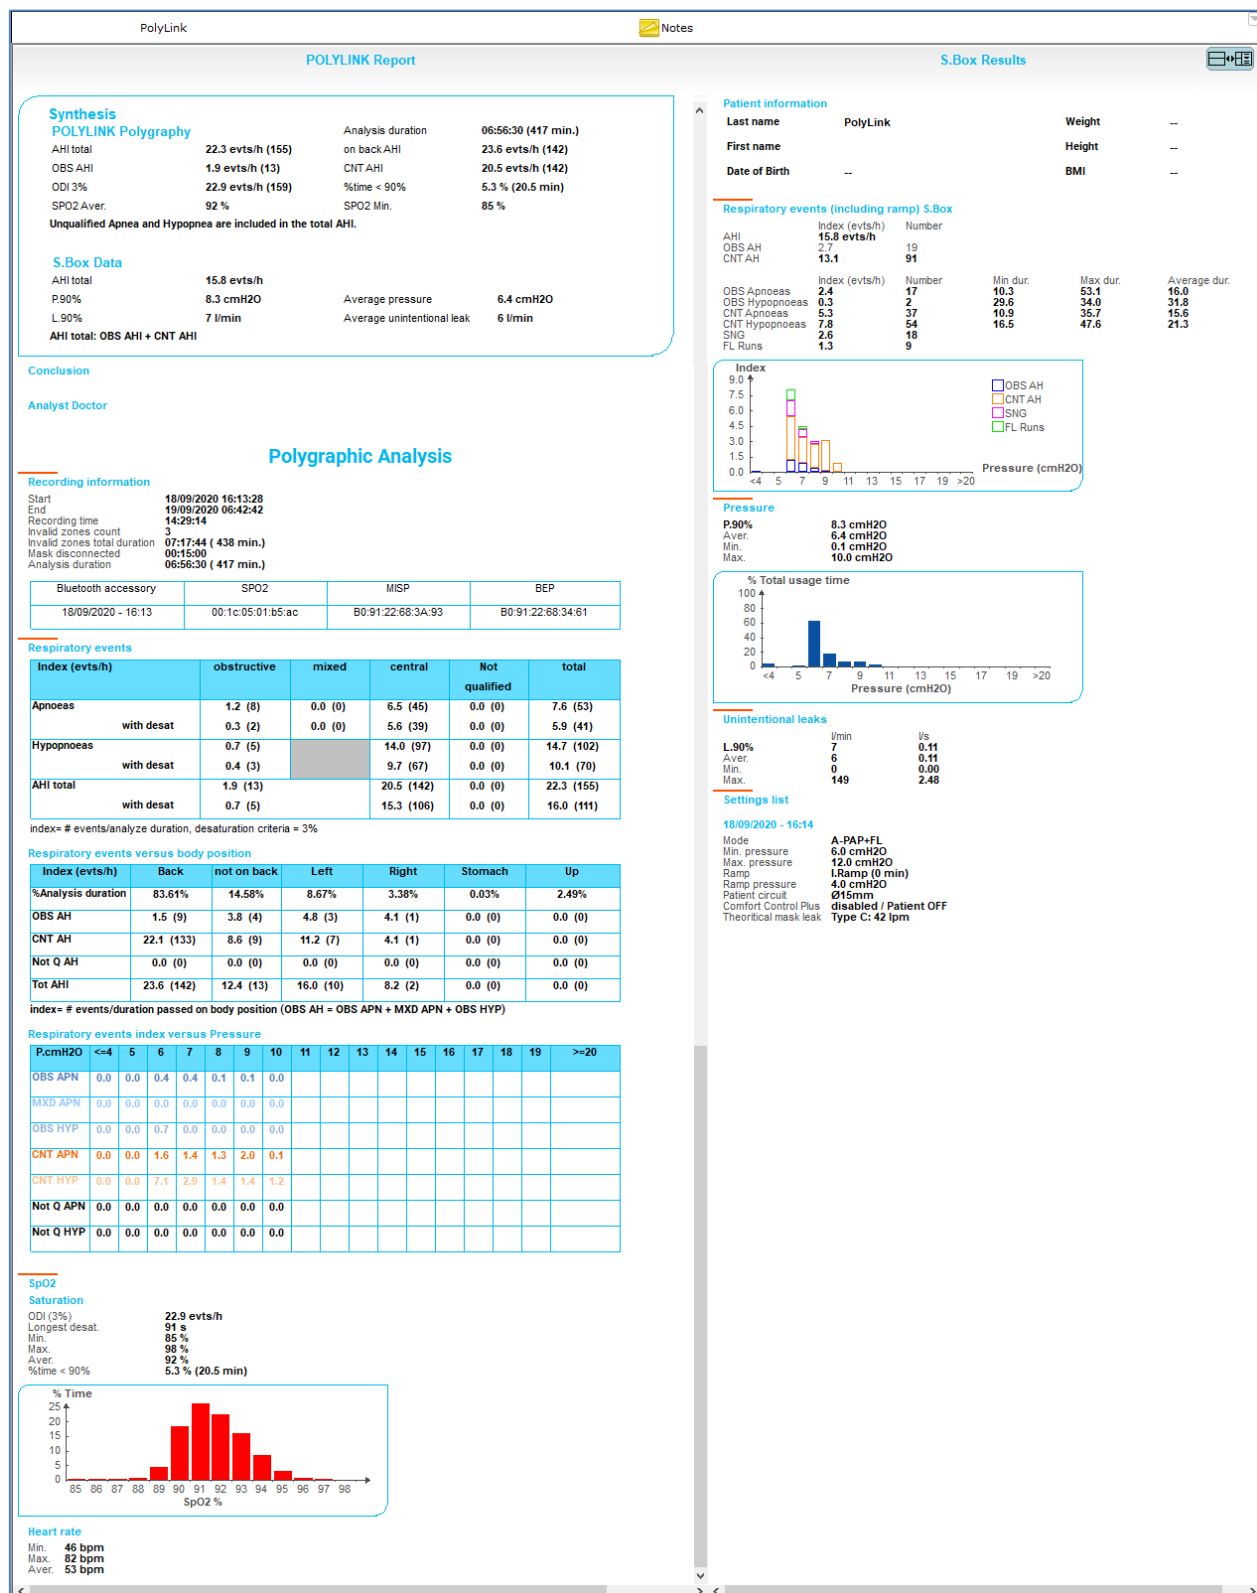 PolyLink
Notes
POLYLINK Report
Synthesis
POLYLINK Polygraphy Analysis duration 06:56:30 (417 min.)
AHI total 22.3 evts/h (155) on back AHI 23.6 evts/h (142)
OBS AHI 1.9 evts/h (13) CNT AHI 20.5 evts/h (142)
ODI 3% 22.9 evts/h (159) %time < 90% 5.3 % (20.5 min)
SPO2 Aver. 92 % SPO2 Min. 85 %
Unqualified Apnea and Hypopnea are included in the total AHI.
S.Box Data
AHI total 15.8 evts/h
P.90% 8.3 cmH2O Average pressure 6.4 cmH2O
L.90% 7 l/min Average unintentional leak 6 l/min
AHI total: OBS AHI + CNT AHI
Conclusion
Analyst Doctor
Polygraphic Analysis
Recording information
Start 18/09/2020 16:13:28
End 19/09/2020 06:42:42
Recording time 14:29:14
Invalid zones count 3
Invalid zones total duration 07:17:44 ( 438 min.)
Mask disconnected 00:15:00
Analysis duration 06:56:30 ( 417 min.)
Bluetooth accessory SPO2 MISP BEP
18/09/2020 - 16:13 00:1c:05:01:b5:ac B0:91:22:68:3A:93 B0:91:22:68:34:61
Respiratory events
Index (evts/h) obstructive mixed central Not qualified total
Apnoeas 1.2 (8) 0.0 (0) 6.5 (45) 0.0 (0) 7.6 (53)
with desat 0.3 (2) 0.0 (0) 5.6 (39) 0.0 (0) 5.9 (41)
Hypopnoeas 0.7 (5) 14.0 (97) 0.0 (0) 14.7 (102)
with desat 0.4 (3) 9.7 (67) 0.0 (0) 10.1 (70)
AHI total 1.9 (13) 20.5 (142) 0.0 (0) 22.3 (155)
with desat 0.7 (5) 15.3 (106) 0.0 (0) 16.0 (111)
index= # events/analyze duration, desaturation criteria = 3%
Respiratory events versus body position
Index (evts/h) Back not on back Left Right Stomach Up
%Analysis duration 83.61% 14.58% 8.67% 3.38% 0.03% 2.49%
OBS AH 1.5 (9) 3.8 (4) 4.8 (3) 4.1 (1) 0.0 (0) 0.0 (0)
CNT AH 22.1 (133) 8.6 (9) 11.2 (7) 4.1 (1) 0.0 (0) 0.0 (0)
Not Q AH 0.0 (0) 0.0 (0) 0.0 (0) 0.0 (0) 0.0 (0) 0.0 (0)
Tot AHI 23.6 (142) 12.4 (13) 16.0 (10) 8.2 (2) 0.0 (0) 0.0 (0)
index= # events/duration passed on body position (OBS AH = OBS APN + MXD APN + OBS HYP)
Respiratory events index versus Pressure
P.cmH2O <=4 5 6 7 8 9 10 11 12 13 14 15 16 17 18 19 >=20
OBS APN 0.0 0.0 0.4 0.4 0.1 0.1 0.0
MXD APN 0.0 0.0 0.0 0.0 0.0 0.0 0.0
OBS HYP 0.0 0.0 0.7 0.0 0.0 0.0 0.0
CNT APN 0.0 0.0 1.6 1.4 1.3 2.0 0.1
CNT HYP 0.0 0.0 7.1 2.9 1.4 1.4 1.2
Not Q APN 0.0 0.0 0.0 0.0 0.0 0.0 0.0
Not Q HYP 0.0 0.0 0.0 0.0 0.0 0.0 0.0
SpO2
Saturation
ODI (3%) 22.9 evts/h
Longest desat. 91 s
Min. 85 %
Max. 98 %
Aver. 92 %
%time < 90% 5.3 % (20.5 min)
% Time
25
20
15
10
5
0
85 86 87 88 89 90 91 92 93 94 95 96 97 98
SpO2 %
Heart rate
Min. 46 bpm
Max. 82 bpm
Aver. 53 bpm
S.Box Results
Patient information
Last name PolyLink Weight --
First name Height --
Date of Birth -- BMI --
Respiratory events (including ramp) S.Box
Index (evts/h) Number
AHI 15.8 evts/h
OBS AH 2.7 19
CNT AH 13.1 91
Index (evts/h) Number Min dur. Max dur. Average dur.
OBS Apnoeas 2.4 17 10.3 53.1 16.0
OBS Hypopnoeas 0.3 2 29.6 34.0 31.8
CNT Apnoeas 5.3 37 10.9 35.7 15.6
CNT Hypopnoeas 7.8 54 16.5 47.6 21.3
SNG 2.6 18
FL Runs 1.3 9
Index
9.0
7.5
6.0
4.5
3.0
1.5
0.0
<4 5 7 9 11 13 15 17 19 >20
Pressure (cmH2O)
OBS AH
CNT AH
SNG
FL Runs
Pressure
P.90% 8.3 cmH2O
Aver. 6.4 cmH2O
Min. 0.1 cmH2O
Max. 10.0 cmH2O
% Total usage time
100
80
60
40
20
0
<4 5 7 9 11 13 15 17 19 >20
Pressure (cmH2O)
Unintentional leaks
l/min l/s
L.90% 7 0.11
Aver. 6 0.11
Min. 0 0.00
Max. 149 2.48
Settings list
18/09/2020 - 16:14
Mode A-PAP+FL
Min. pressure 6.0 cmH2O
Max. pressure 12.0 cmH2O
Ramp I.Ramp (0 min)
Ramp pressure 4.0 cmH2O
Patient circuit Ø15mm
Comfort Control Plus disabled / Patient OFF
Theoritical mask leak Type C: 42 lpm